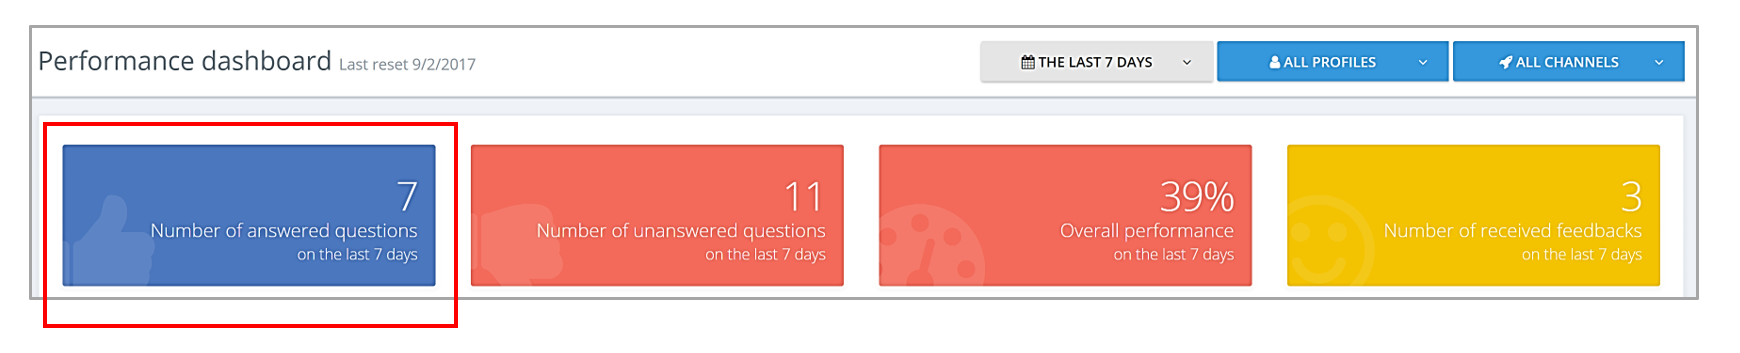 Performance dashboard Last reset 9/2/2017
THE LAST 7 DAYS
ALL PROFILES
ALL CHANNELS
7
Number of answered questions
on the last 7 days
11
Number of unanswered questions
on the last 7 days
39%
Overall performance
on the last 7 days
3
Number of received feedbacks
on the last 7 days